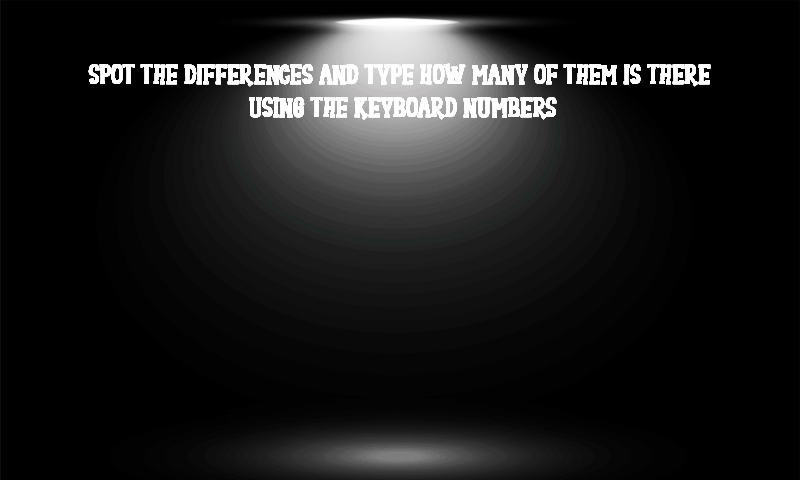 SPOT THE DIFFERENCES AND TYPE HOW MANY OF THEM IS THERE
USING THE KEYBOARD NUMBERS